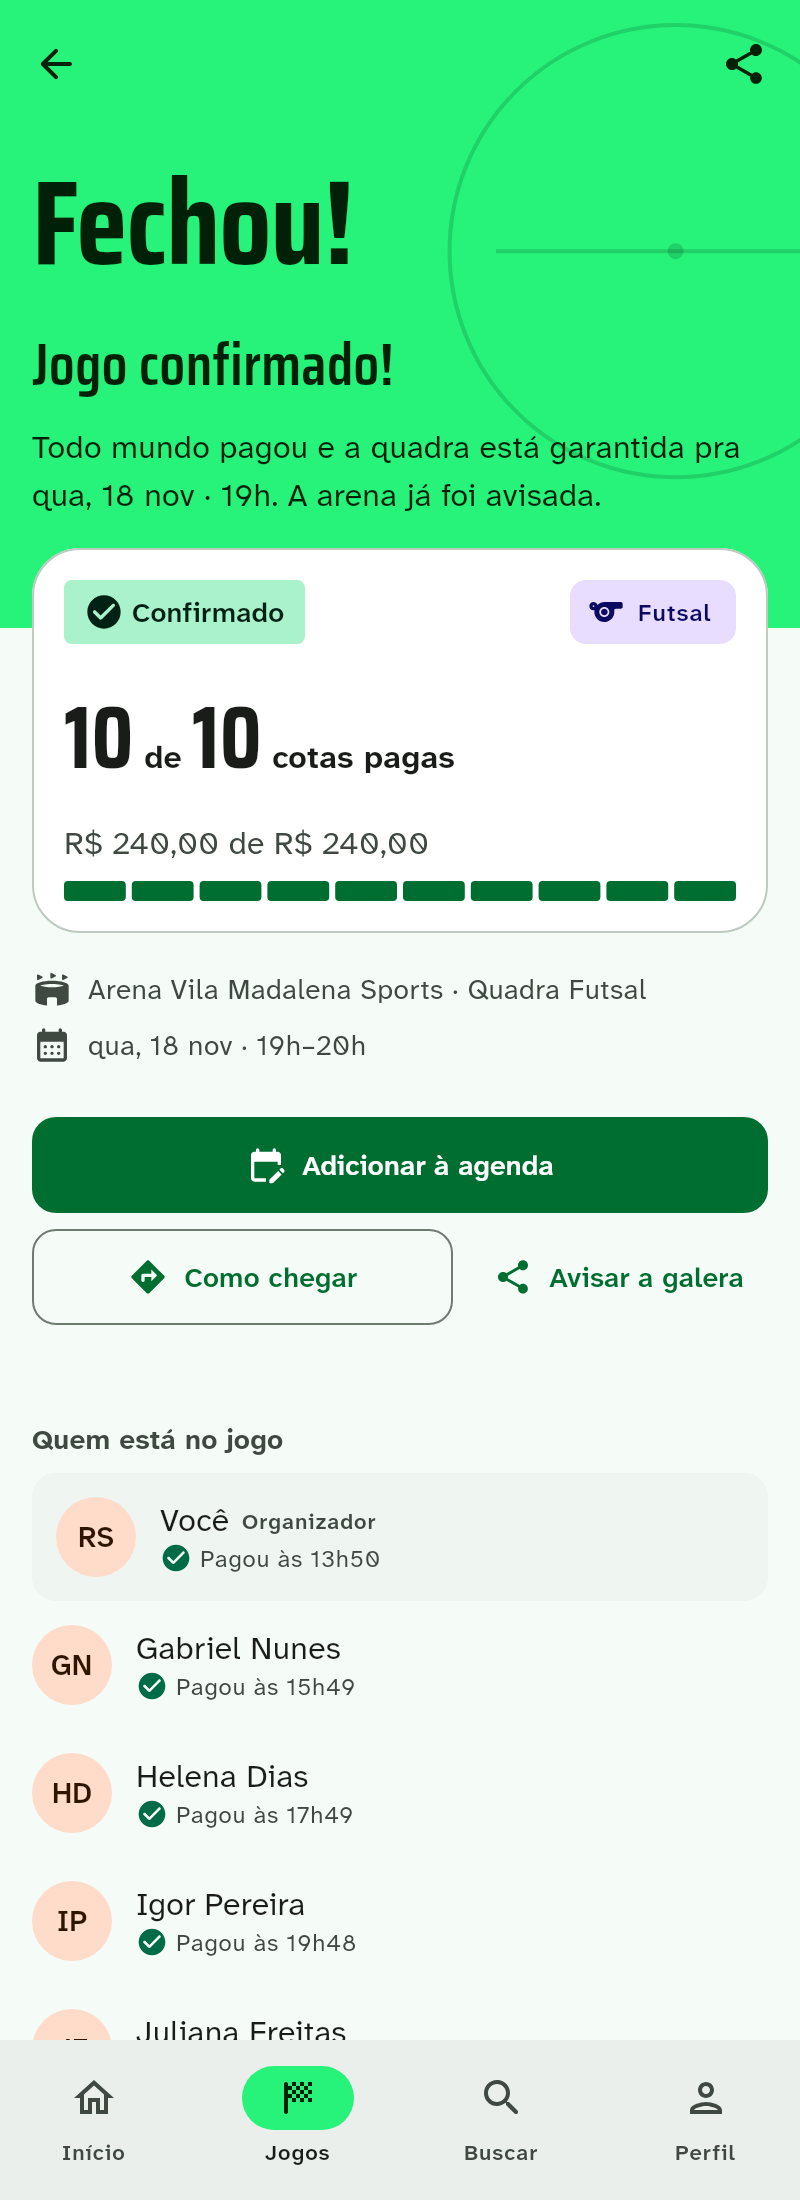 Fechou!
Jogo confirmado!
Todo mundo pagou e a quadra está garantida pra
qua, 18 nov · 19h. A arena já foi avisada.
Confirmado
Futsal
10 de 10 cotas pagas
R$ 240,00 de R$ 240,00
Arena Vila Madalena Sports · Quadra Futsal
qua, 18 nov · 19h–20h
Adicionar à agenda
Como chegar
Avisar a galera
Quem está no jogo
RS
Você Organizador
Pagou às 13h50
GN
Gabriel Nunes
Pagou às 15h49
HD
Helena Dias
Pagou às 17h49
IP
Igor Pereira
Pagou às 19h48
Juliana Freitas
Início
Jogos
Buscar
Perfil